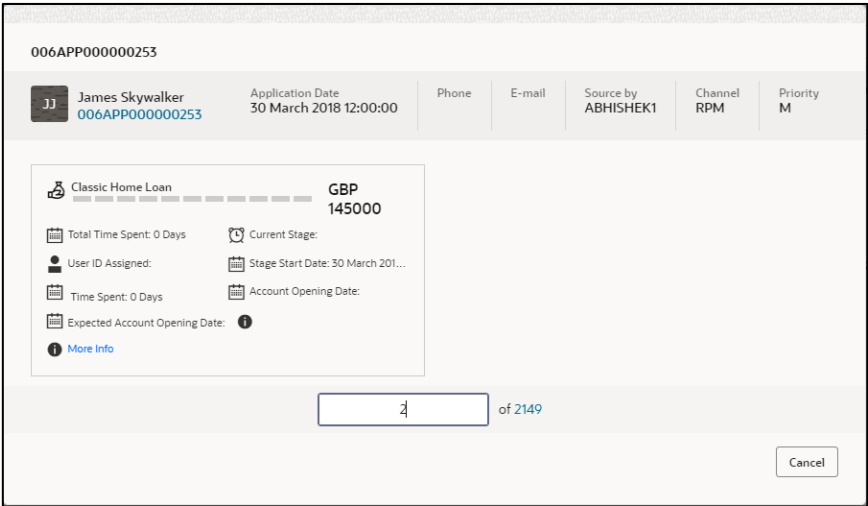 006APP000000253
JJ
James Skywalker
006APP000000253
Application Date
30 March 2018 12:00:00
Phone
E-mail
Source by
ABHISHEK1
Channel
RPM
Priority
M
Classic Home Loan
GBP
145000
Total Time Spent: 0 Days
Current Stage:
User ID Assigned:
Stage Start Date: 30 March 201...
Time Spent: 0 Days
Account Opening Date:
Expected Account Opening Date:
More Info
2
of 2149
Cancel